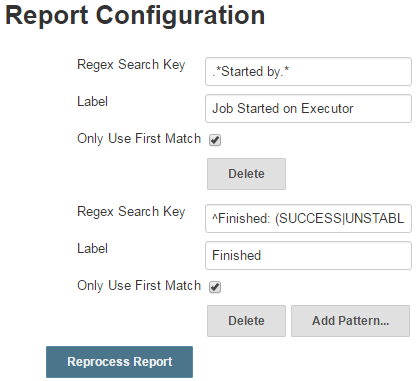 Report Configuration
Regex Search Key .*Started by.*
Label Job Started on Executor
Only Use First Match
Delete
Regex Search Key ^Finished: (SUCCESS|UNSTABL
Label Finished
Only Use First Match
Delete Add Pattern...
Reprocess Report